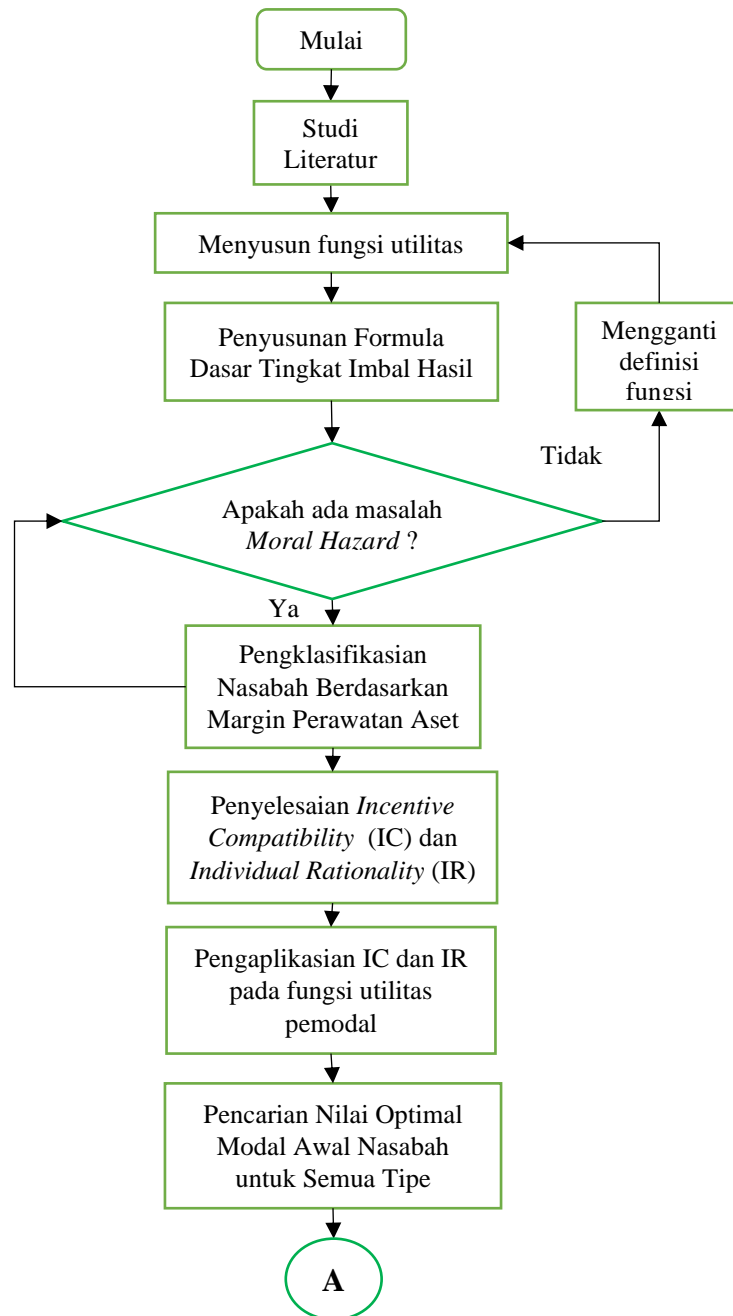 Mulai
Studi
Literatur
Menyusun fungsi utilitas
Penyusunan Formula
Dasar Tingkat Imbal Hasil
Mengganti
definisi
fungsi
Tidak
Apakah ada masalah
Moral Hazard ?
Ya
Pengklasifikasian
Nasabah Berdasarkan
Margin Perawatan Aset
Penyelesaian Incentive
Compatibility (IC) dan
Individual Rationality (IR)
Pengaplikasian IC dan IR
pada fungsi utilitas
pemodal
Pencarian Nilai Optimal
Modal Awal Nasabah
untuk Semua Tipe
A